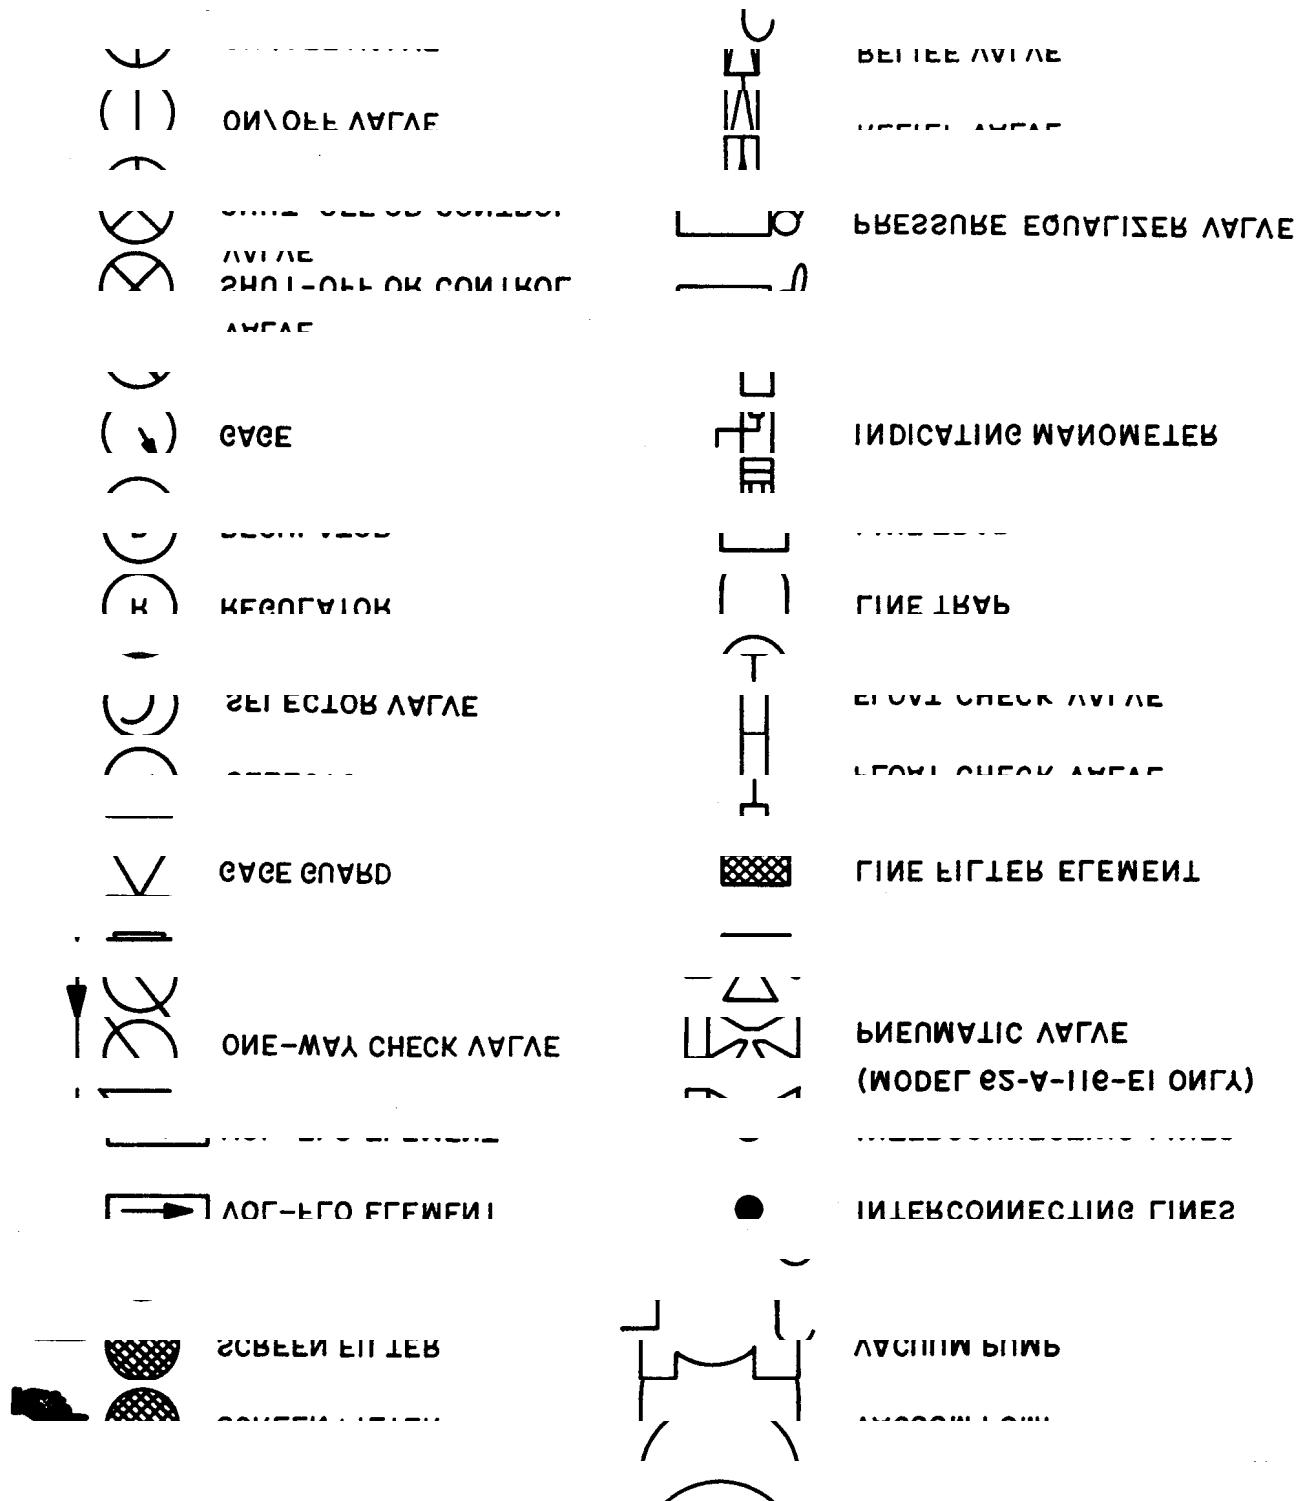 ON/OFF VALVE
SHUT-OFF OR CONTROL
VALVE
GAGE
REGULATOR
SELECTOR VALVE
GAGE GUARD
ONE-WAY CHECK VALVE
VOL-FLO ELEMENT
SCREEN FILTER
RELIEF VALVE
PRESSURE EQUALIZER VALVE
INDICATING MANOMETER
LINE TRAP
FLOAT CHECK VALVE
LINE FILTER ELEMENT
PNEUMATIC VALVE
(MODEL 62-A-116-E1 ONLY)
INTERCONNECTING LINES
VACUUM PUMP
R